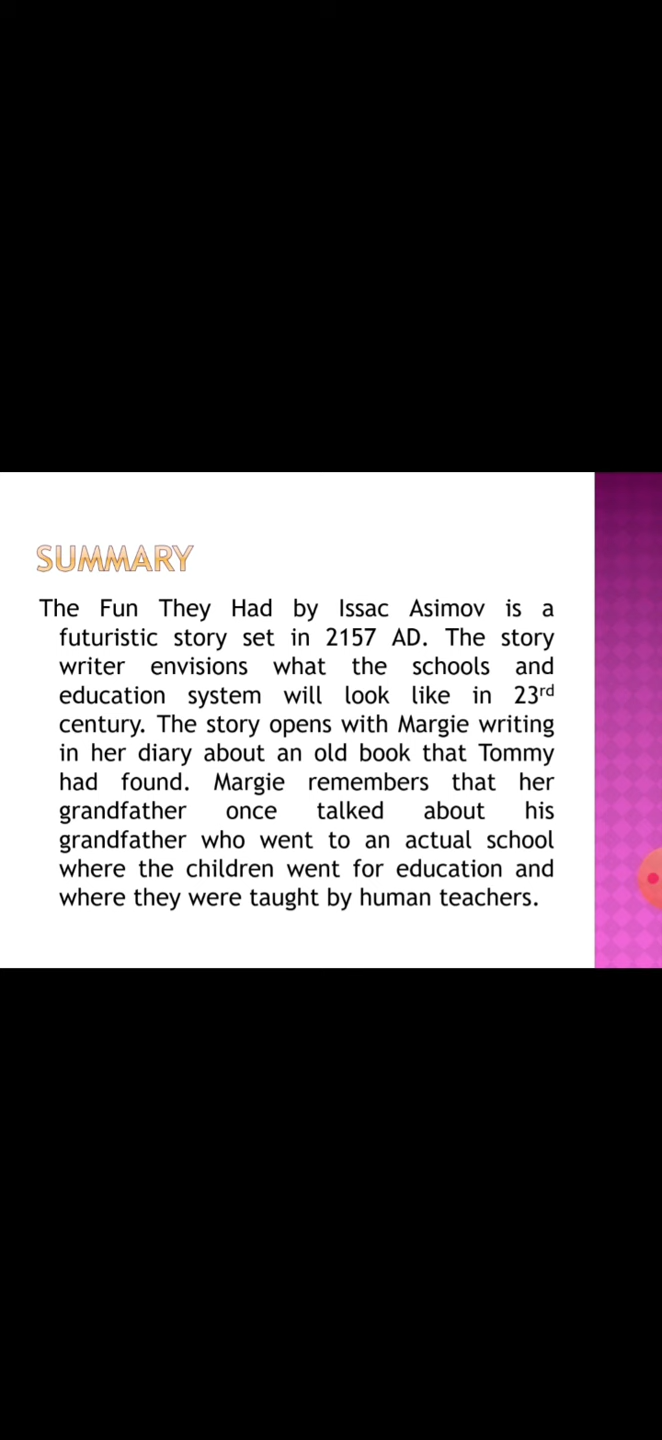 SUMMARY
The Fun They Had by Issac Asimov is a
futuristic story set in 2157 AD. The story
writer envisions what the schools and
education system will look like in 23rd
century. The story opens with Margie writing
in her diary about an old book that Tommy
had found. Margie remembers that her
grandfather once talked about his
grandfather who went to an actual school
where the children went for education and
where they were taught by human teachers.